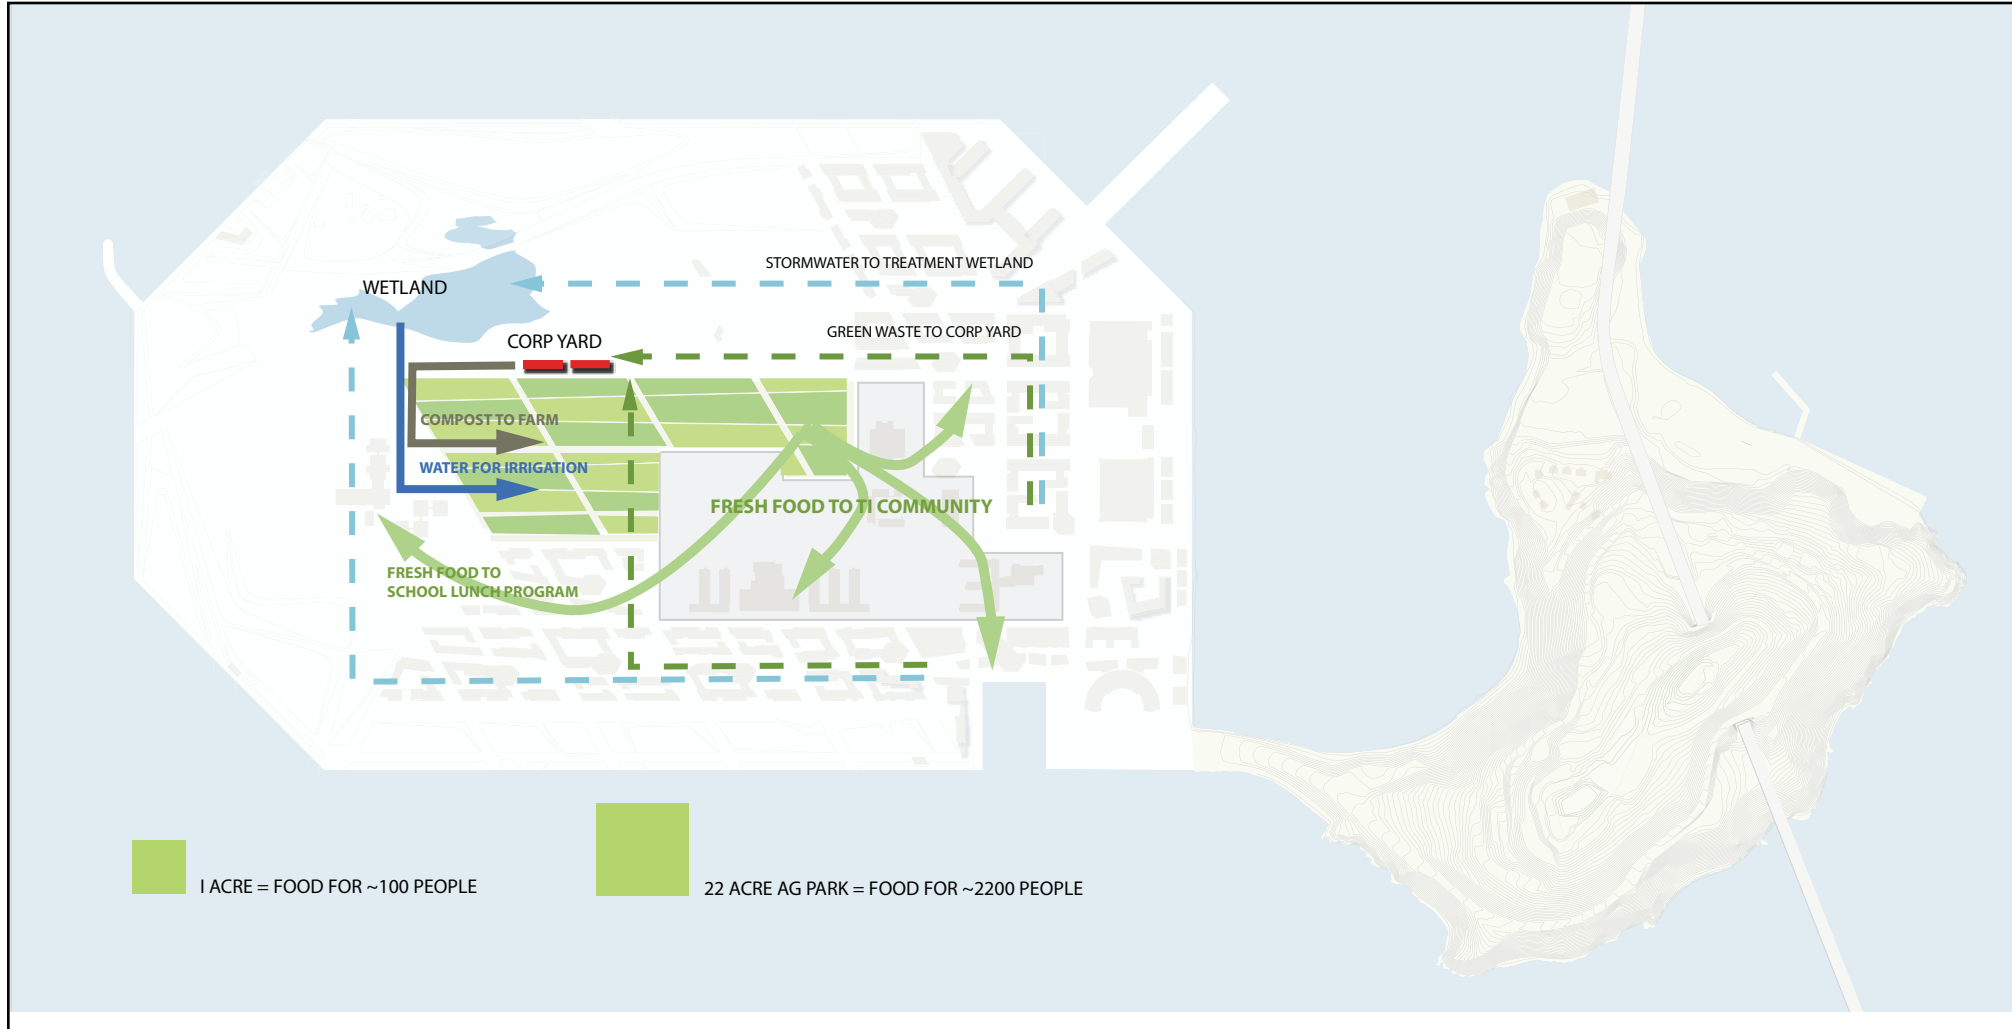 STORMWATER TO TREATMENT WETLAND
WETLAND
GREEN WASTE TO CORP YARD
CORP YARD
COMPOST TO FARM
WATER FOR IRRIGATION
FRESH FOOD TO TI COMMUNITY
FRESH FOOD TO
SCHOOL LUNCH PROGRAM
I ACRE = FOOD FOR ~100 PEOPLE
22 ACRE AG PARK = FOOD FOR ~2200 PEOPLE